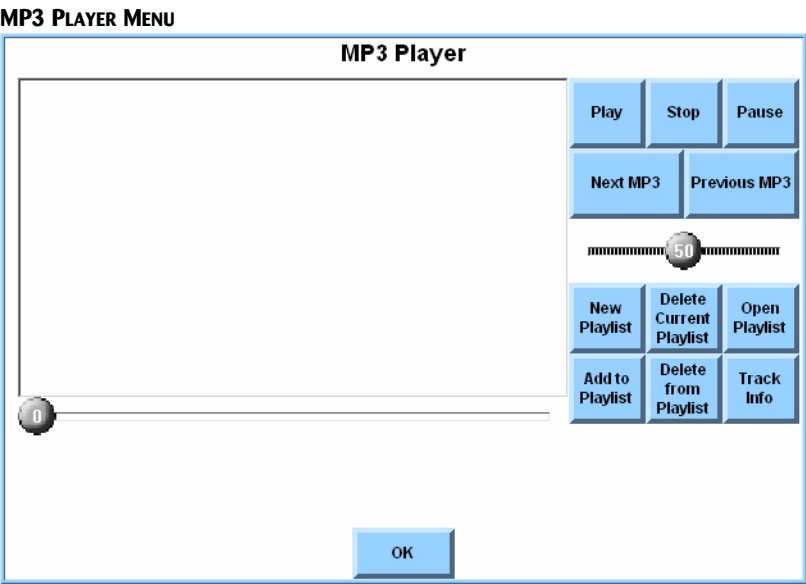 MP3 PLAYER MENU
MP3 Player
Play
Stop
Pause
Next MP3
Previous MP3
50
New
Playlist
Delete
Current
Playlist
Open
Playlist
Add to
Playlist
Delete
from
Playlist
Track
Info
0
OK